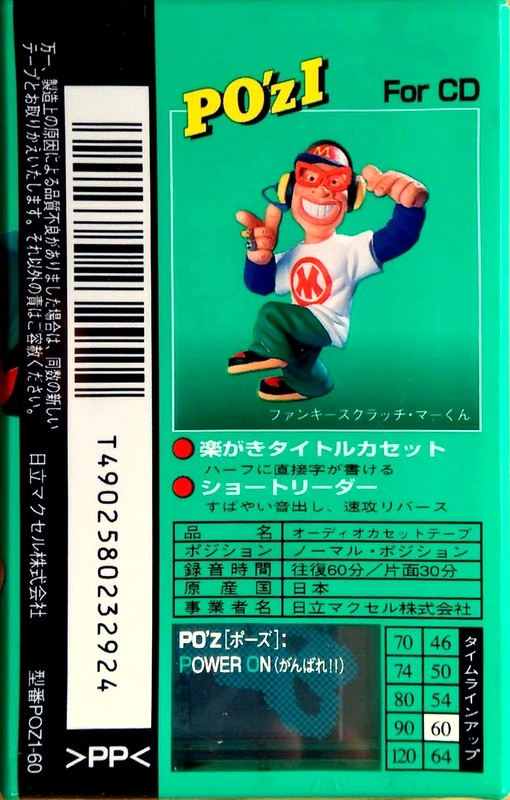 PO'zI
For CD
M
M
ファンキースクラッチ・マーくん
楽がきタイトルカセット
ハーフに直接字が書ける
ショートリーダー
すばやい音出し、速攻リバース
品名 オーディオカセットテープ
ポジション ノーマル・ポジション
録音時間 往復60分/片面30分
原産国 日本
事業者名 日立マクセル株式会社
PO'z[ポーズ]:
POWER ON(がんばれ!!)
70 46
74 50
80 54
90 60
120 64
タイムラインアップ
万一、製造上の原因による品質不良がありました場合は、同数の新しい
テープとお取りかえいたします。それ以外の責はご容赦ください。
日立マクセル株式会社
型番POZ1-60
T4902580232924
>PP<